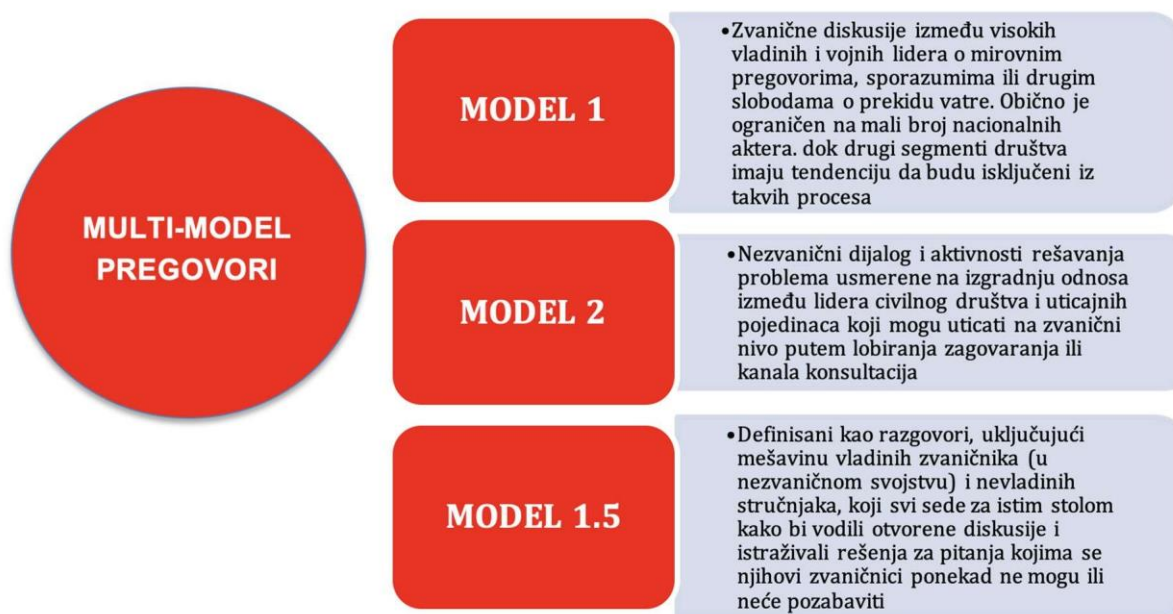 MULTI-MODEL
PREGOVORI
MODEL 1
•Zvanične diskusije između visokih
vladinih i vojnih lidera o mirovnim
pregovorima, sporazumima ili drugim
slobodama o prekidu vatre. Obično je
ograničen na mali broj nacionalnih
aktera. dok drugi segmenti društva
imaju tendenciju da budu isključeni iz
takvih procesa
MODEL 2
•Nezvanični dijalog i aktivnosti rešavanja
problema usmerene na izgradnju odnosa
između lidera civilnog društva i uticajnih
pojedinaca koji mogu uticati na zvanični
nivo putem lobiranja zagovaranja ili
kanala konsultacija
MODEL 1.5
•Definisani kao razgovori, uključujući
mešavinu vladinih zvaničnika (u
nezvaničnom svojstvu) i nevladinih
stručnjaka, koji svi sede za istim stolom
kako bi vodili otvorene diskusije i
istraživali rešenja za pitanja kojima se
njihovi zvaničnici ponekad ne mogu ili
neće pozabaviti